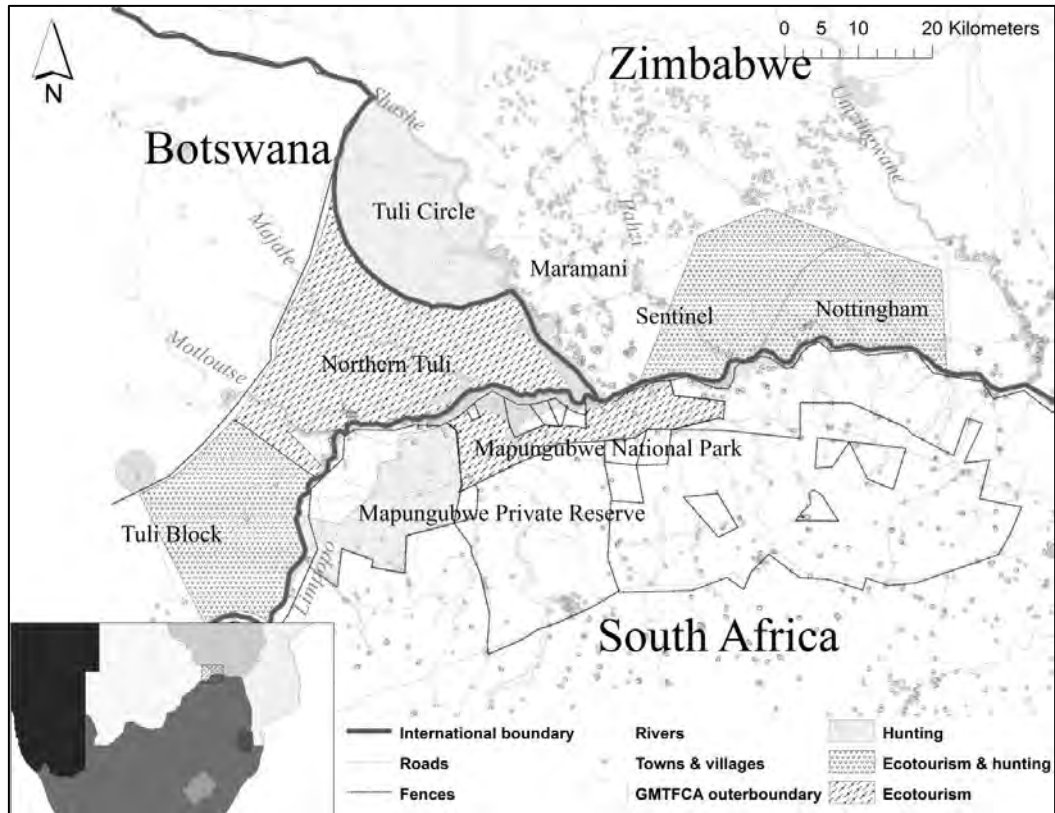 0 5 10 20 Kilometers
N
Zimbabwe
Botswana
Shashe
Umzingwane
Tuli Circle
Majale
Maramani
Sentinel
Nottingham
Motloutse
Northern Tuli
Mapungubwe National Park
Mapungubwe Private Reserve
Tuli Block
Limpopo
South Africa
International boundary
Rivers
Hunting
Roads
Towns & villages
Ecotourism & hunting
Fences
GMTFCA outerboundary
Ecotourism